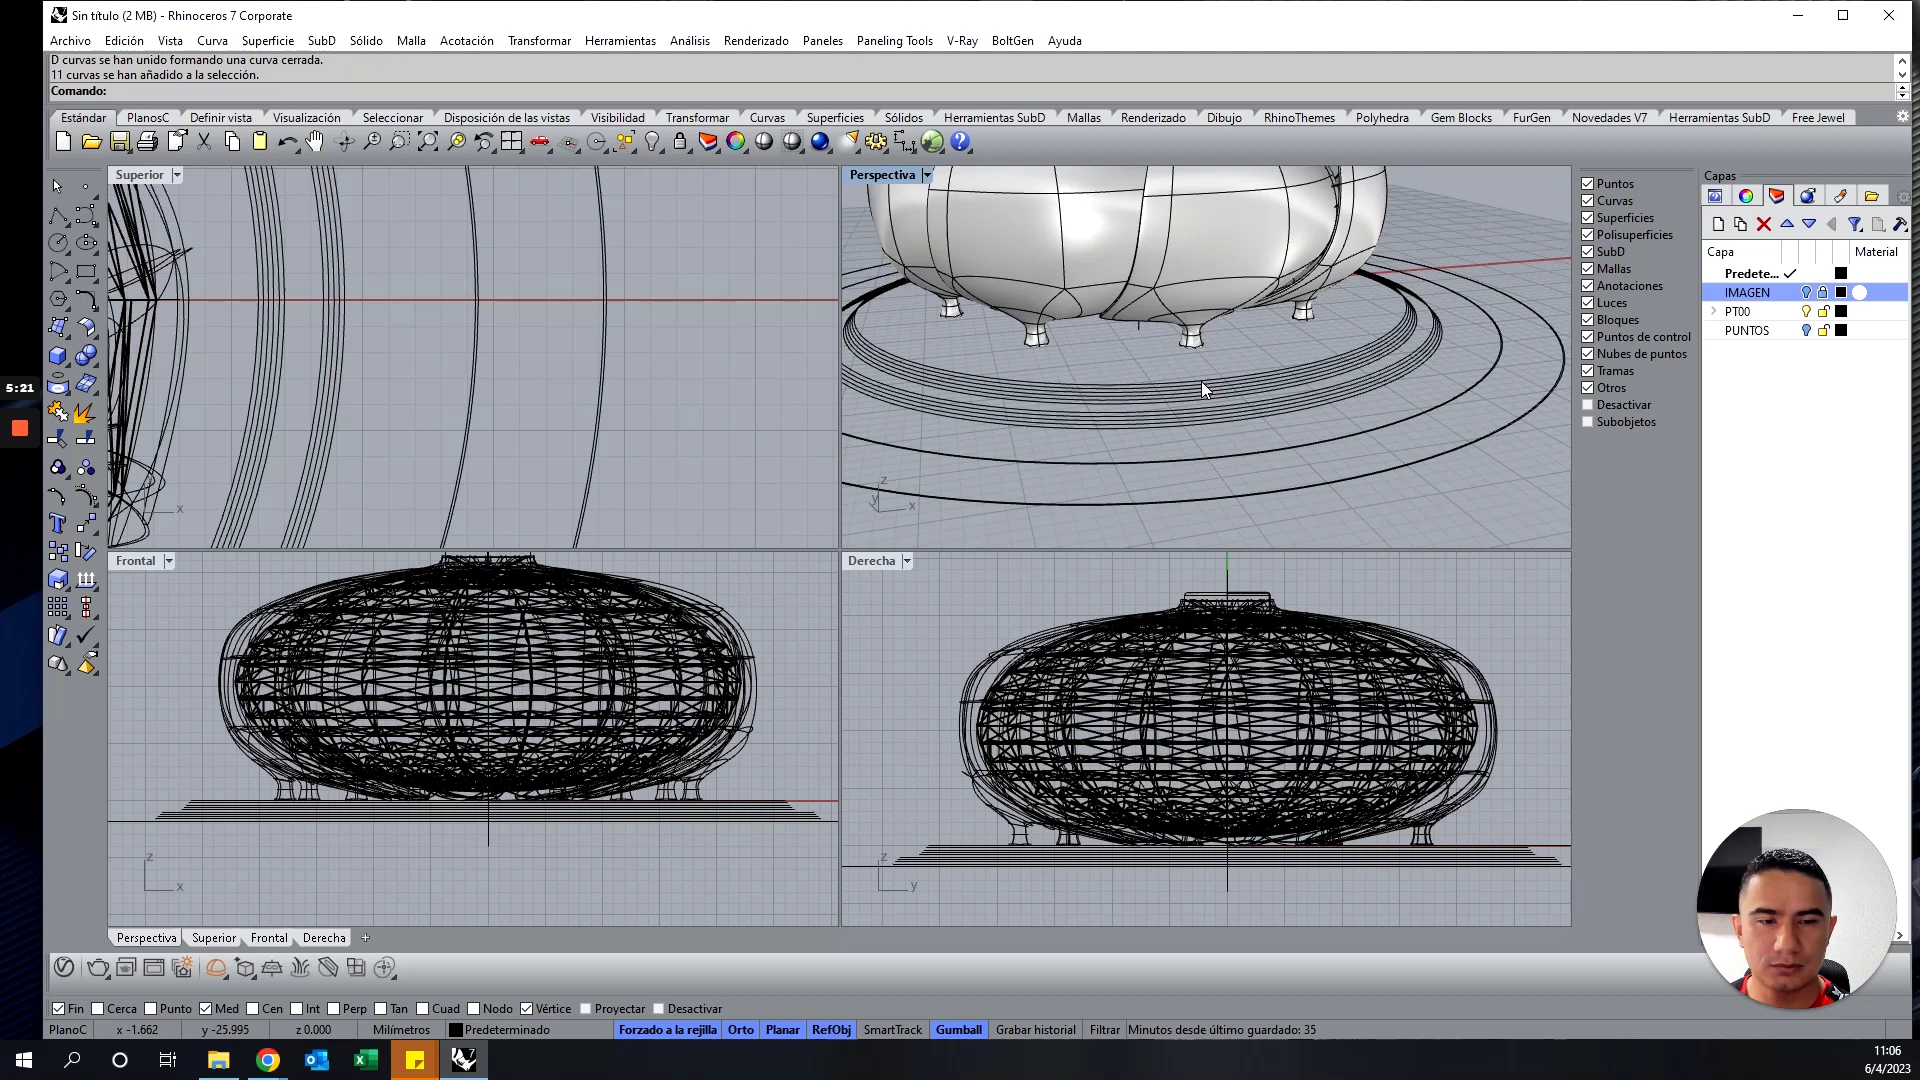 Sin título (2 MB) - Rhinoceros 7 Corporate
Archivo Edición Vista Curva Superficie SubD Sólido Malla Acotación Transformar Herramientas Análisis Renderizado Paneles Paneling Tools V-Ray BoltGen Ayuda
D curvas se han unido formando una curva cerrada.
11 curvas se han añadido a la selección.
Comando:
Estándar PlanosC Definir vista Visualización Seleccionar Disposición de las vistas Visibilidad Transformar Curvas Superficies Sólidos Herramientas SubD Mallas Renderizado Dibujo RhinoThemes Polyhedra Gem Blocks FurGen Novedades V7 Herramientas SubD Free Jewel
Superior
Perspectiva
Puntos
Curvas
Superficies
Polisuperficies
SubD
Mallas
Anotaciones
Luces
Bloques
Puntos de control
Nubes de puntos
Tramas
Otros
Desactivar
Subobjetos
Capas
Capa Material
Predete...
IMAGEN
PT00
PUNTOS
5:21
x
z
y
x
Frontal
Derecha
z
x
z
y
Perspectiva Superior Frontal Derecha
Fin Cerca Punto Med Cen Int Perp Tan Cuad Nodo Vértice Proyectar Desactivar
PlanoC x -1.662 y -25.995 z 0.000 Milímetros Predeterminado Forzado a la rejilla Orto Planar RefObj SmartTrack Gumball Grabar historial Filtrar Minutos desde último guardado: 35
11:06
6/4/2023